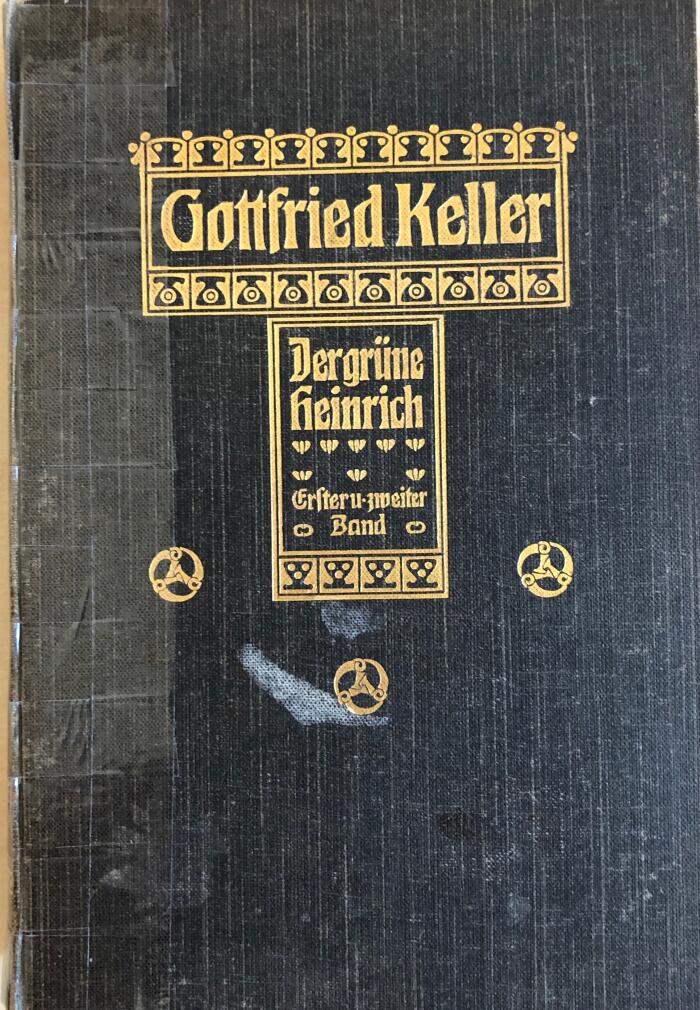 Gottfried Keller
Der grüne
Heinrich
Erster u. zweiter
Band